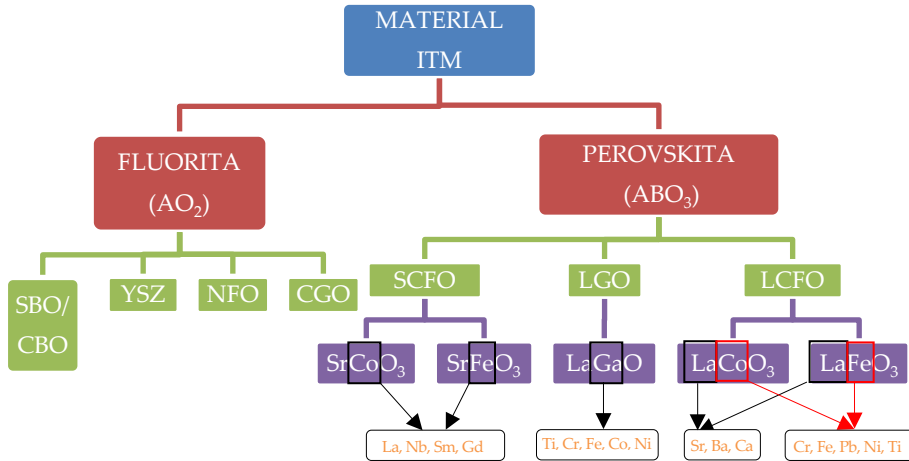 MATERIAL
ITM
FLUORITA
(AO₂)
PEROVSKITA
(ABO₃)
SBO/
CBO
YSZ
NFO
CGO
SCFO
LGO
LCFO
SrCoO₃
SrFeO₃
LaGaO
LaCoO₃
LaFeO₃
La, Nb, Sm, Gd
Ti, Cr, Fe, Co, Ni
Sr, Ba, Ca
Cr, Fe, Pb, Ni, Ti